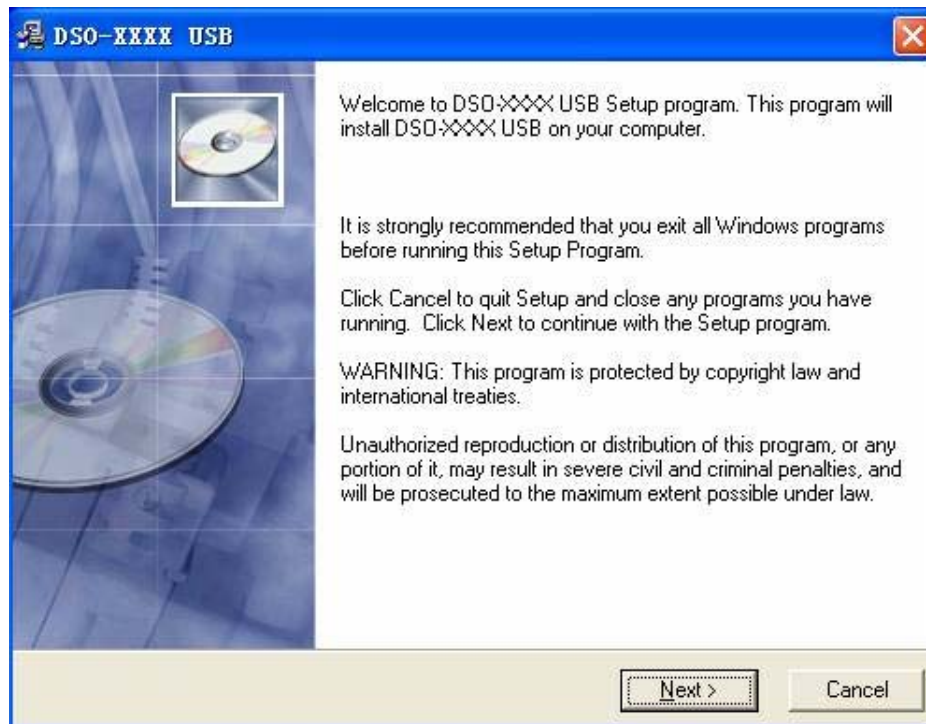 DSO-XXXX USB
Welcome to DSO-XXXX USB Setup program. This program will
install DSO-XXXX USB on your computer.
It is strongly recommended that you exit all Windows programs
before running this Setup Program.
Click Cancel to quit Setup and close any programs you have
running. Click Next to continue with the Setup program.
WARNING: This program is protected by copyright law and
international treaties.
Unauthorized reproduction or distribution of this program, or any
portion of it, may result in severe civil and criminal penalties, and
will be prosecuted to the maximum extent possible under law.
Next >
Cancel